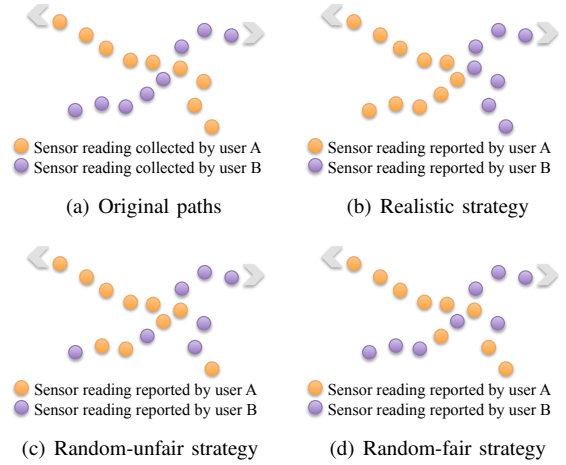 Sensor reading collected by user A
Sensor reading collected by user B
(a) Original paths
Sensor reading reported by user A
Sensor reading reported by user B
(b) Realistic strategy
Sensor reading reported by user A
Sensor reading reported by user B
(c) Random-unfair strategy
Sensor reading reported by user A
Sensor reading reported by user B
(d) Random-fair strategy